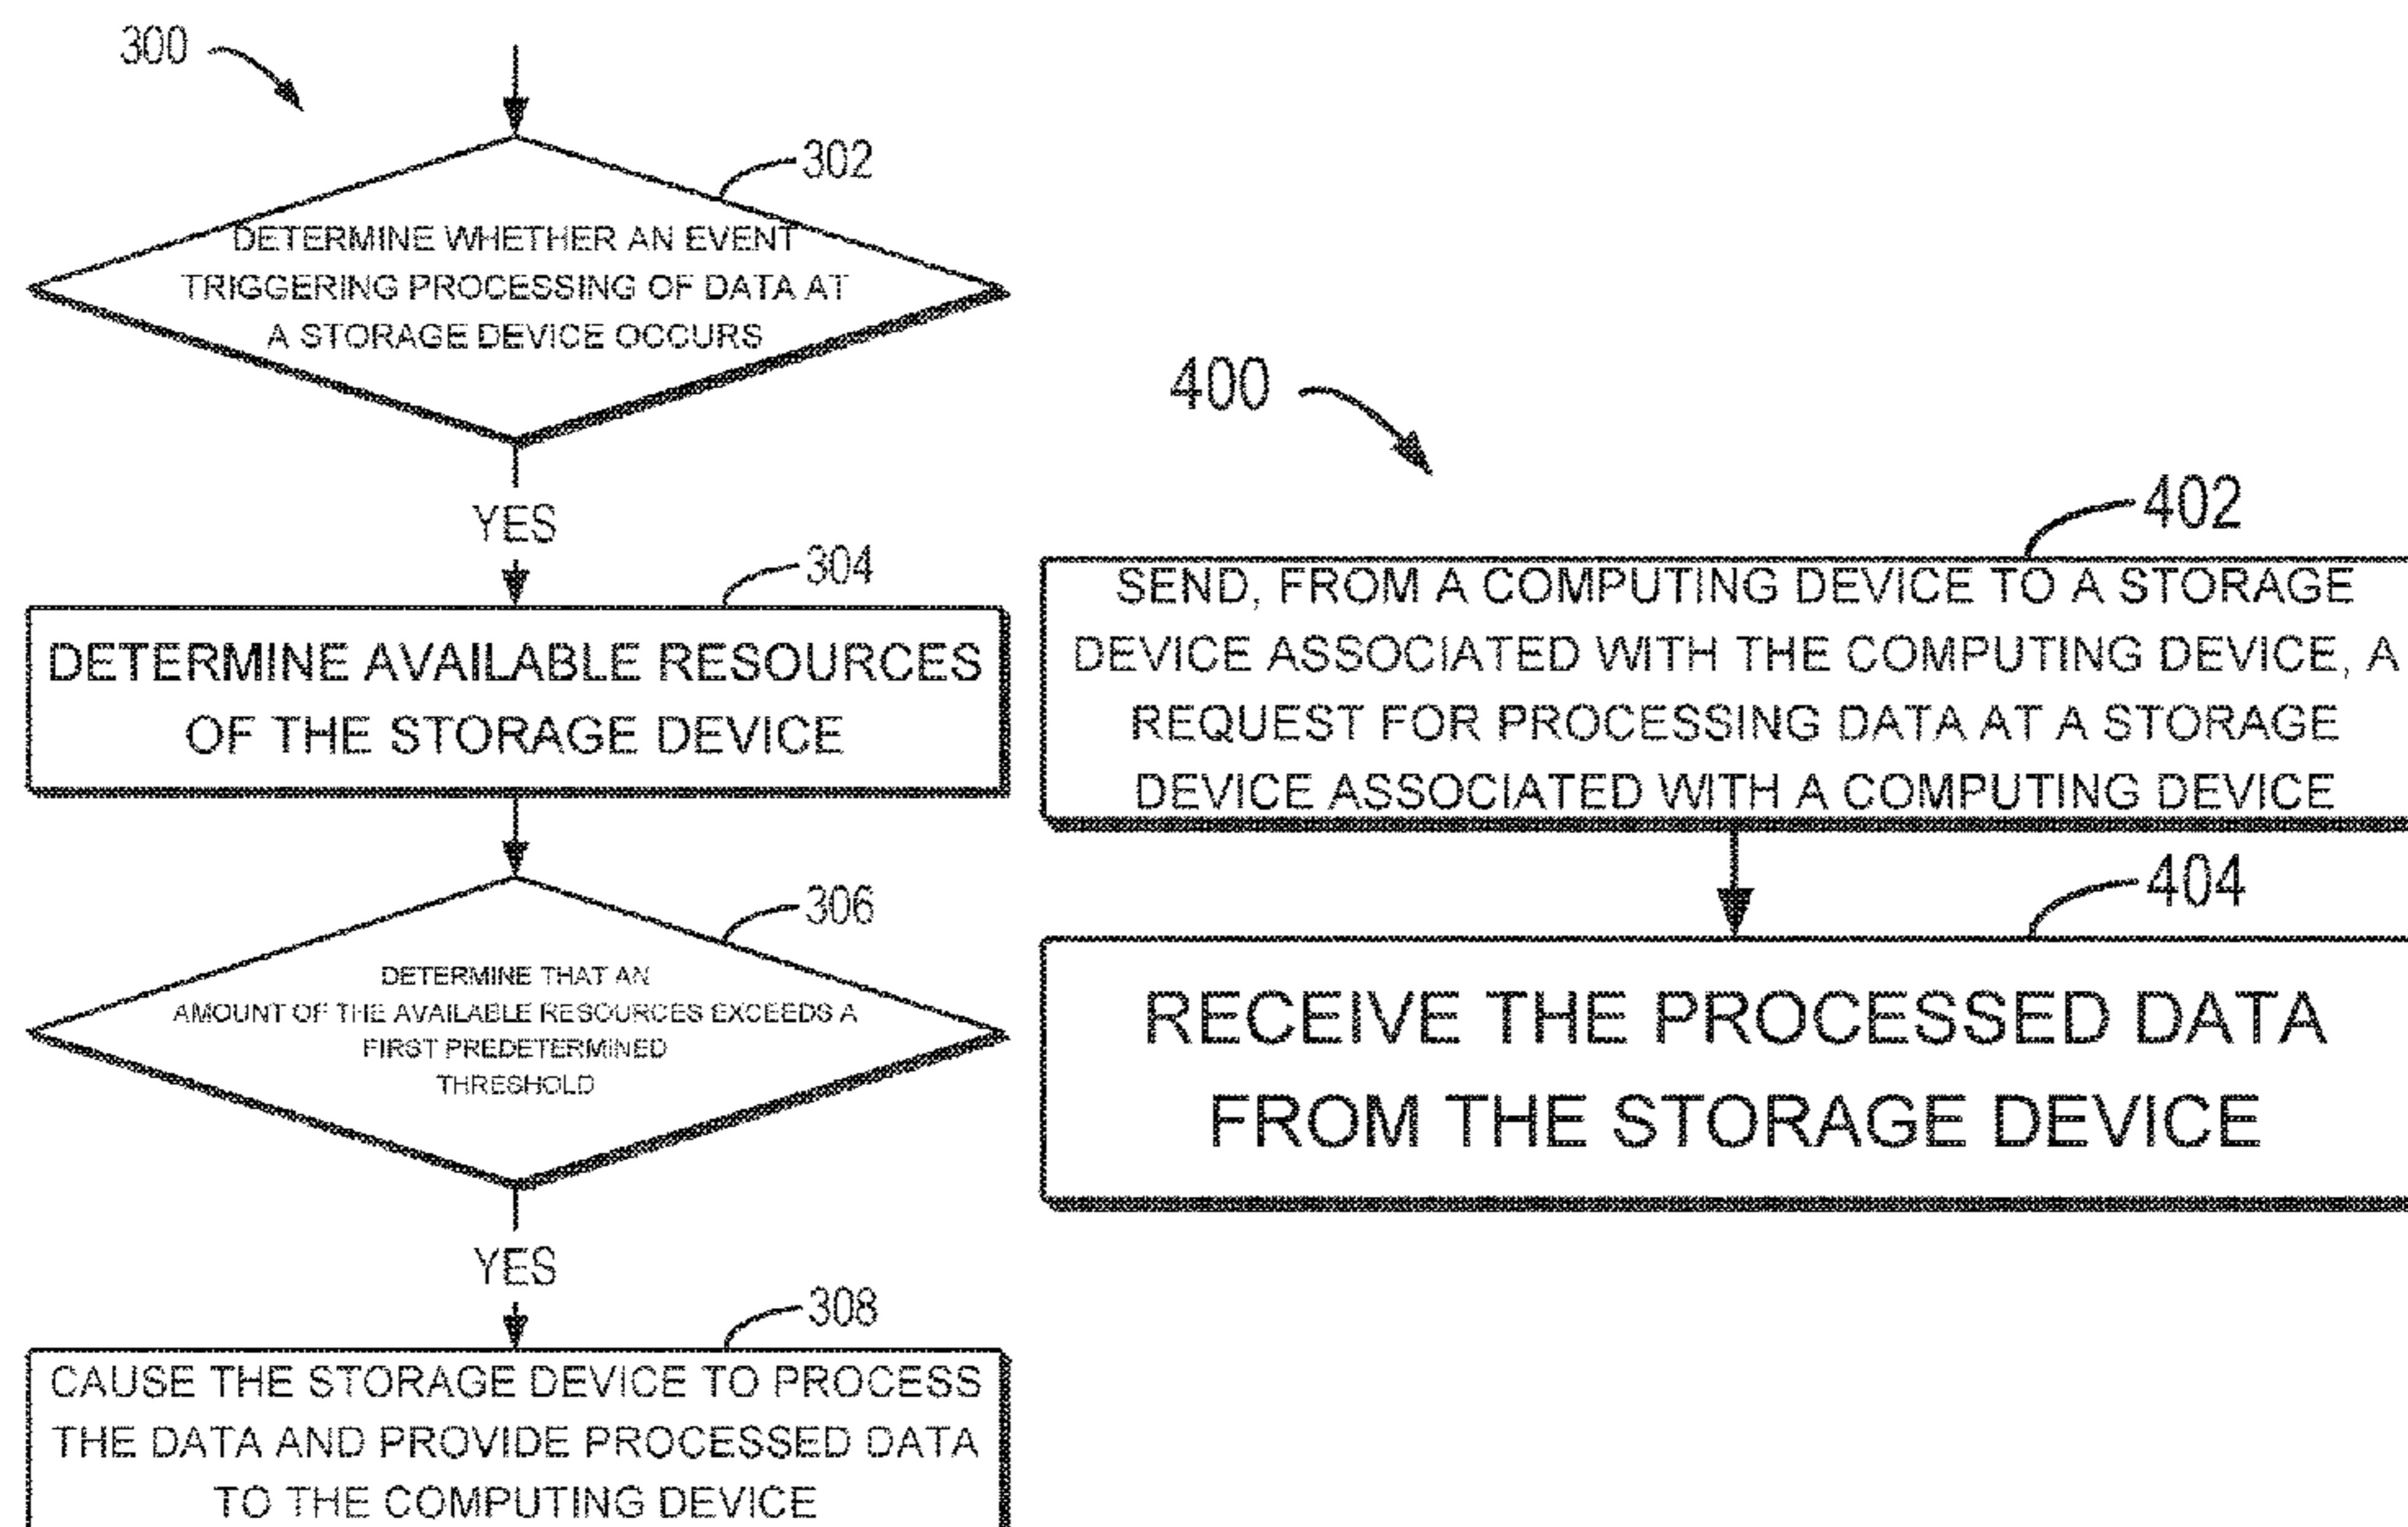 300
302
DETERMINE WHETHER AN EVENT
TRIGGERING PROCESSING OF DATA AT
A STORAGE DEVICE OCCURS
YES
304
DETERMINE AVAILABLE RESOURCES
OF THE STORAGE DEVICE
306
DETERMINE THAT AN
AMOUNT OF THE AVAILABLE RESOURCES EXCEEDS A
FIRST PREDETERMINED
THRESHOLD
YES
308
CAUSE THE STORAGE DEVICE TO PROCESS
THE DATA AND PROVIDE PROCESSED DATA
TO THE COMPUTING DEVICE
400
402
SEND, FROM A COMPUTING DEVICE TO A STORAGE
DEVICE ASSOCIATED WITH THE COMPUTING DEVICE, A
REQUEST FOR PROCESSING DATA AT A STORAGE
DEVICE ASSOCIATED WITH A COMPUTING DEVICE
404
RECEIVE THE PROCESSED DATA
FROM THE STORAGE DEVICE